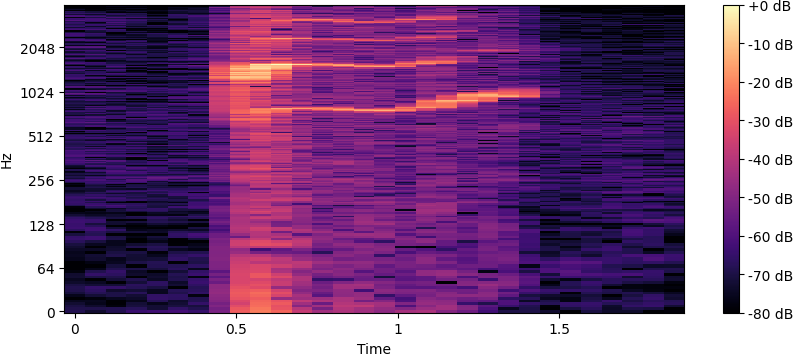 +0 dB
2048
-10 dB
1024
-20 dB
512
-30 dB
Hz
256
-40 dB
128
-50 dB
64
-60 dB
0
-70 dB
-80 dB
0
0.5
1
1.5
Time